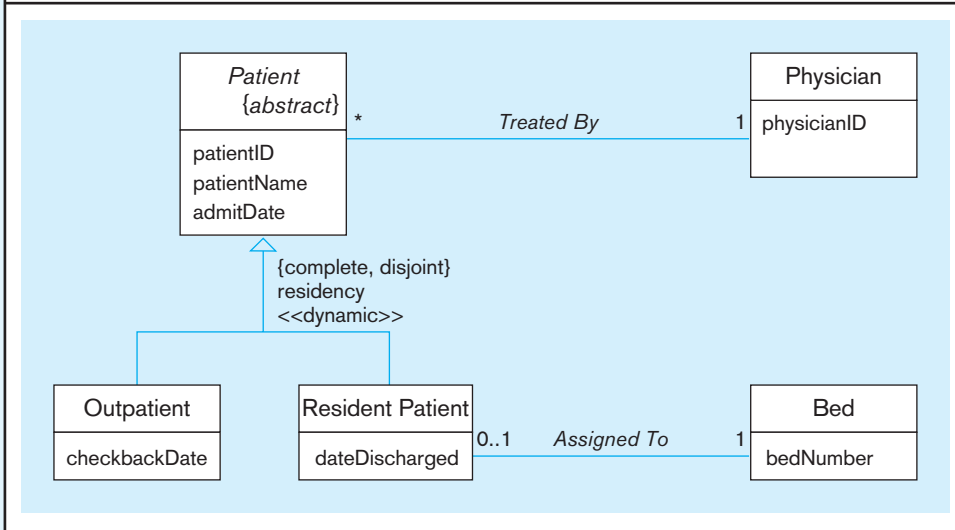 Patient
{abstract}
patientID
patientName
admitDate
*
Treated By
1
Physician
physicianID
{complete, disjoint}
residency
<<dynamic>>
Outpatient
checkbackDate
Resident Patient
dateDischarged
0..1
Assigned To
1
Bed
bedNumber